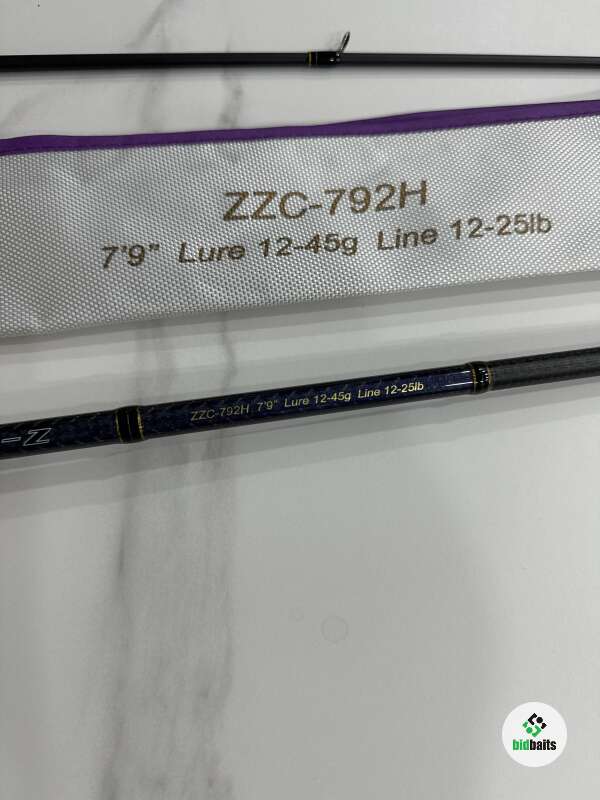 ZZC-792H
7'9" Lure 12-45g Line 12-25lb
ZZC-792H 7'9" Lure 12-45g Line 12-25lb
-ZZ
bidbaits